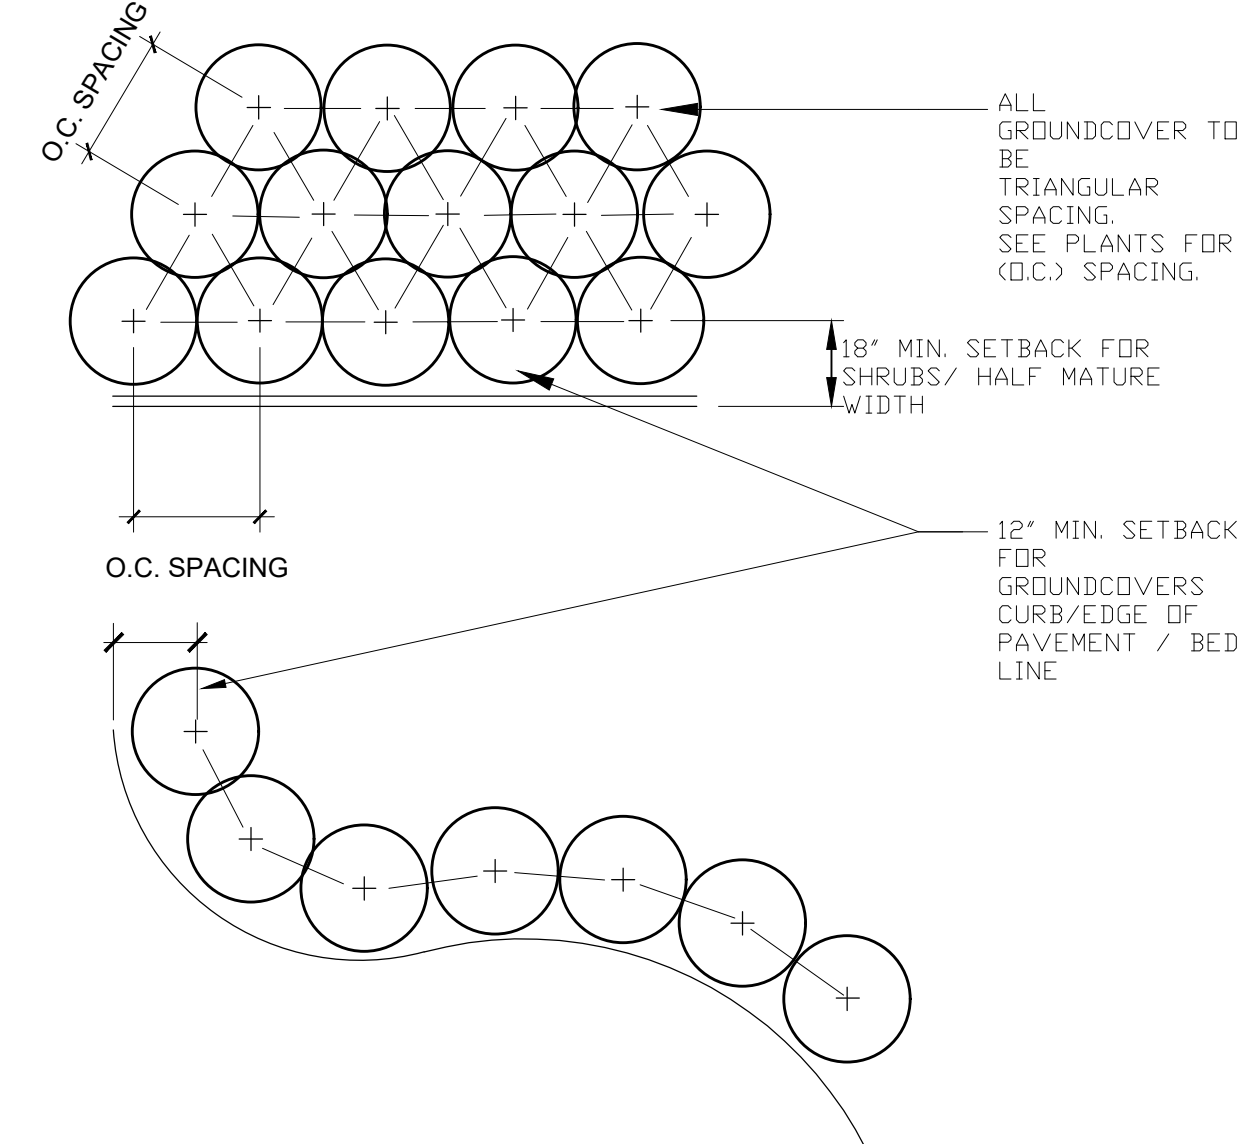 O.C. SPACING
ALL
GROUNDCOVER TO
BE
TRIANGULAR
SPACING.
SEE PLANTS FOR
(O.C.) SPACING.
18" MIN. SETBACK FOR
SHRUBS/ HALF MATURE
WIDTH
12" MIN. SETBACK
FOR
GROUNDCOVERS
CURB/EDGE OF
PAVEMENT / BED
LINE
O.C. SPACING